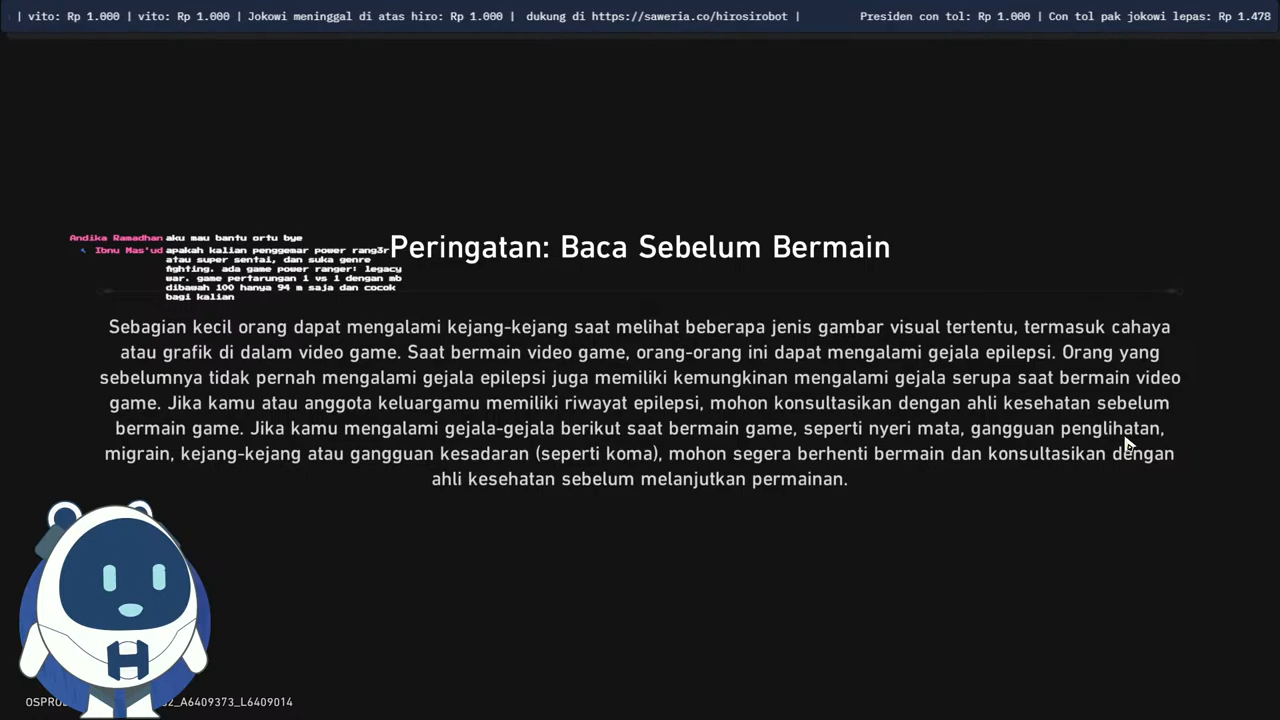 | vito: Rp 1.000 | vito: Rp 1.000 | Jokowi meninggal di atas hiro: Rp 1.000 | dukung di https://saweria.co/hirosirobot | Presiden con tol: Rp 1.000 | Con tol pak jokowi lepas: Rp 1.478
Andika Ramadhan aku mau bantu ortu bye
Ibnu Mas'ud apakah kalian penggemar power rang3r
atau super sentai, dan suka genre
fighting. ada game power ranger: legacy
war. game pertarungan 1 vs 1 dengan mb
dibawah 100 hanya 94 m saja dan cocok
bagi kalian
Peringatan: Baca Sebelum Bermain
Sebagian kecil orang dapat mengalami kejang-kejang saat melihat beberapa jenis gambar visual tertentu, termasuk cahaya
atau grafik di dalam video game. Saat bermain video game, orang-orang ini dapat mengalami gejala epilepsi. Orang yang
sebelumnya tidak pernah mengalami gejala epilepsi juga memiliki kemungkinan mengalami gejala serupa saat bermain video
game. Jika kamu atau anggota keluargamu memiliki riwayat epilepsi, mohon konsultasikan dengan ahli kesehatan sebelum
bermain game. Jika kamu mengalami gejala-gejala berikut saat bermain game, seperti nyeri mata, gangguan penglihatan,
migrain, kejang-kejang atau gangguan kesadaran (seperti koma), mohon segera berhenti bermain dan konsultasikan dengan
ahli kesehatan sebelum melanjutkan permainan.
H
2_A6409373_L6409014